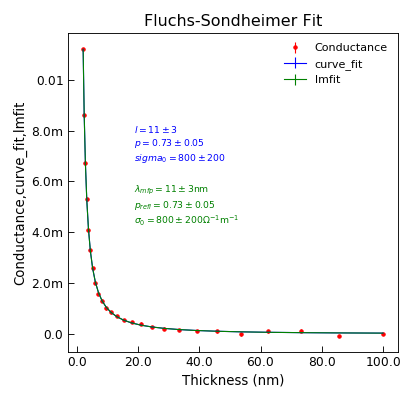 Fluchs-Sondheimer Fit
Conductance
curve_fit
lmfit
l = 11 ± 3
p = 0.73 ± 0.05
sigma₀ = 800 ± 200
λₘfₚ = 11 ± 3nm
p_refl = 0.73 ± 0.05
σ₀ = 800 ± 200Ω⁻¹m⁻¹
Conductance,curve_fit,lmfit
0.01
8.0m
6.0m
4.0m
2.0m
0.0
0.0 20.0 40.0 60.0 80.0 100.0
Thickness (nm)